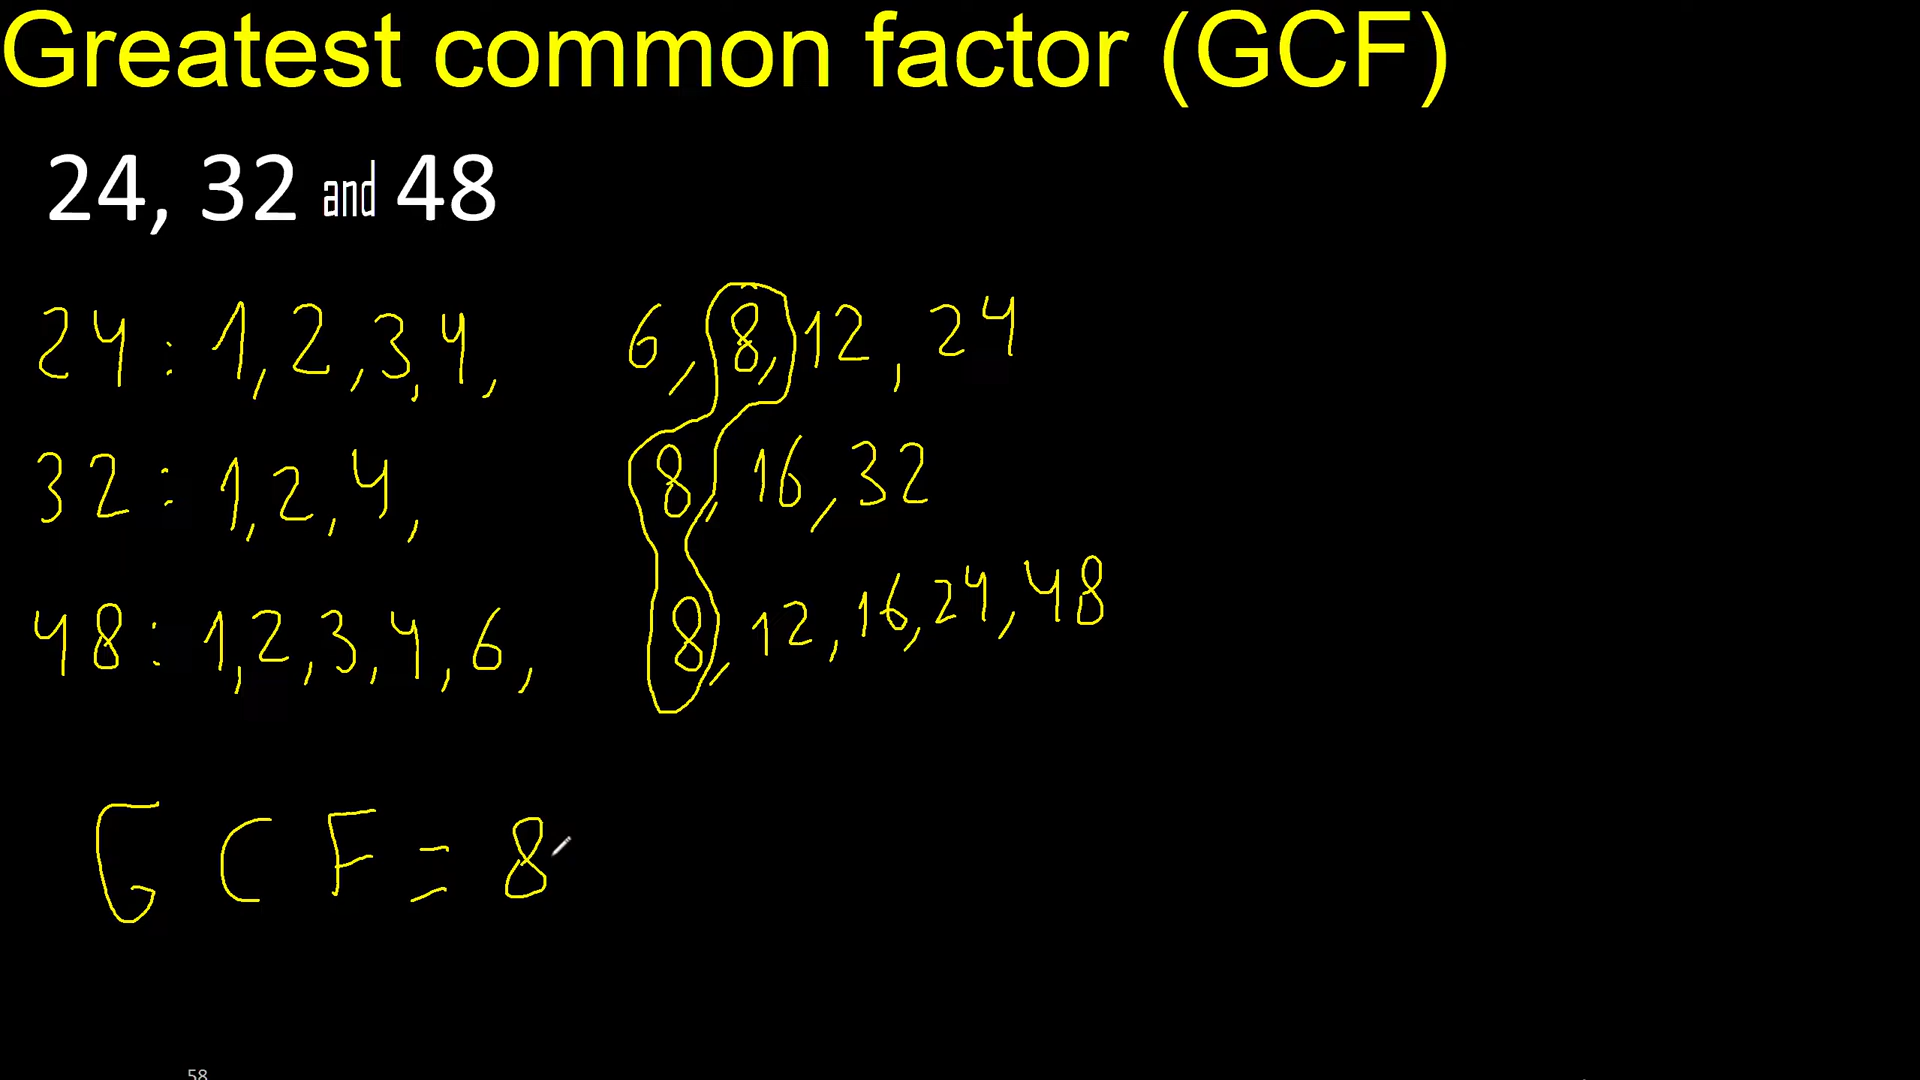 Greatest common factor (GCF)
24, 32 and 48
24 : 1, 2, 3, 4, 6, 8, 12, 24
32 : 1, 2, 4, 8, 16, 32
48 : 1, 2, 3, 4, 6, 8, 12, 16, 24, 48
GCF = 8
58